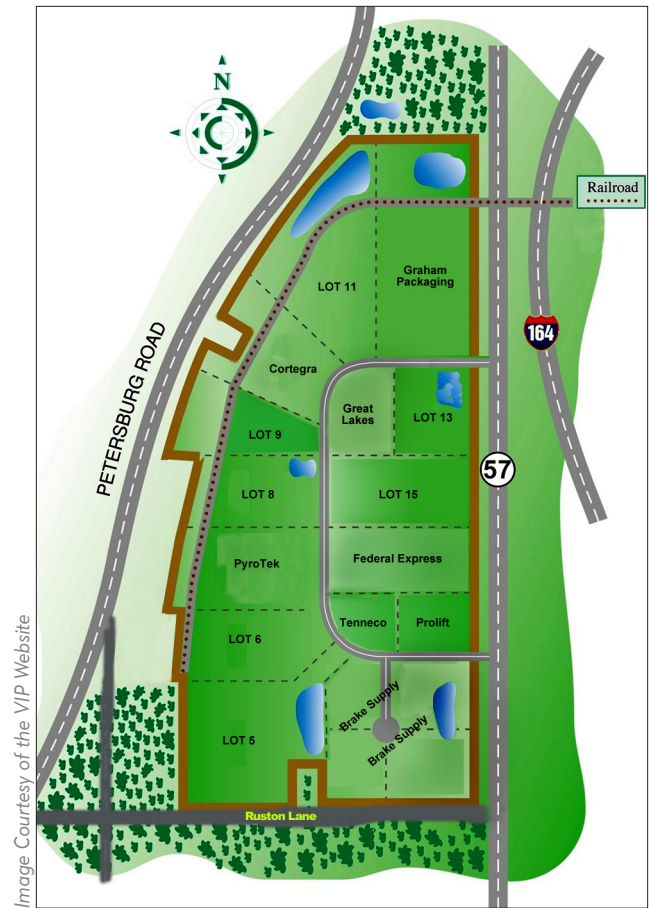 N
Railroad
Graham
Packaging
LOT 11
164
PETERSBURG ROAD
Cortegra
Great
Lakes
LOT 13
LOT 9
57
LOT 8
LOT 15
PyroTek
Federal Express
Tenneco
Prolift
LOT 6
Brake Supply
Brake Supply
LOT 5
Ruston Lane
Image Courtesy of the VIP Website